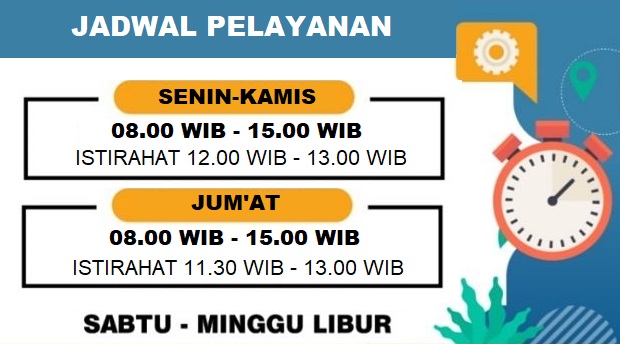 JADWAL PELAYANAN
SENIN-KAMIS
08.00 WIB - 15.00 WIB
ISTIRAHAT 12.00 WIB - 13.00 WIB
JUM'AT
08.00 WIB - 15.00 WIB
ISTIRAHAT 11.30 WIB - 13.00 WIB
SABTU - MINGGU LIBUR